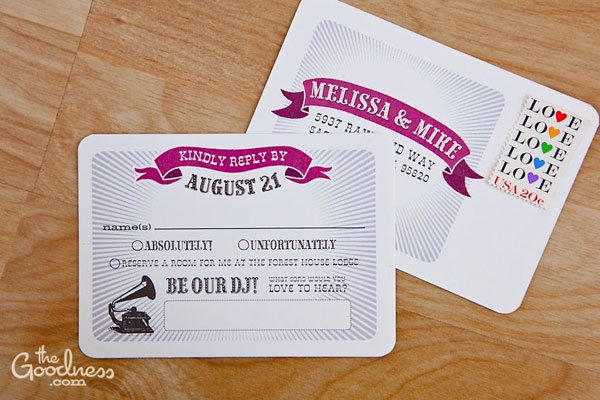 KINDLY REPLY BY
AUGUST 21
name(s)
ABSOLUTELY! UNFORTUNATELY
RESERVE A ROOM FOR ME AT THE FOREST HOUSE LODGE
BE OUR DJ!
WHAT SONG WOULD YOU
LOVE TO HEAR?
MELISSA & MIKE
5937 WAY
95820
LOVE
LOVE
LOVE
LOVE
LOVE
USA 20c
the
Goodness
.com